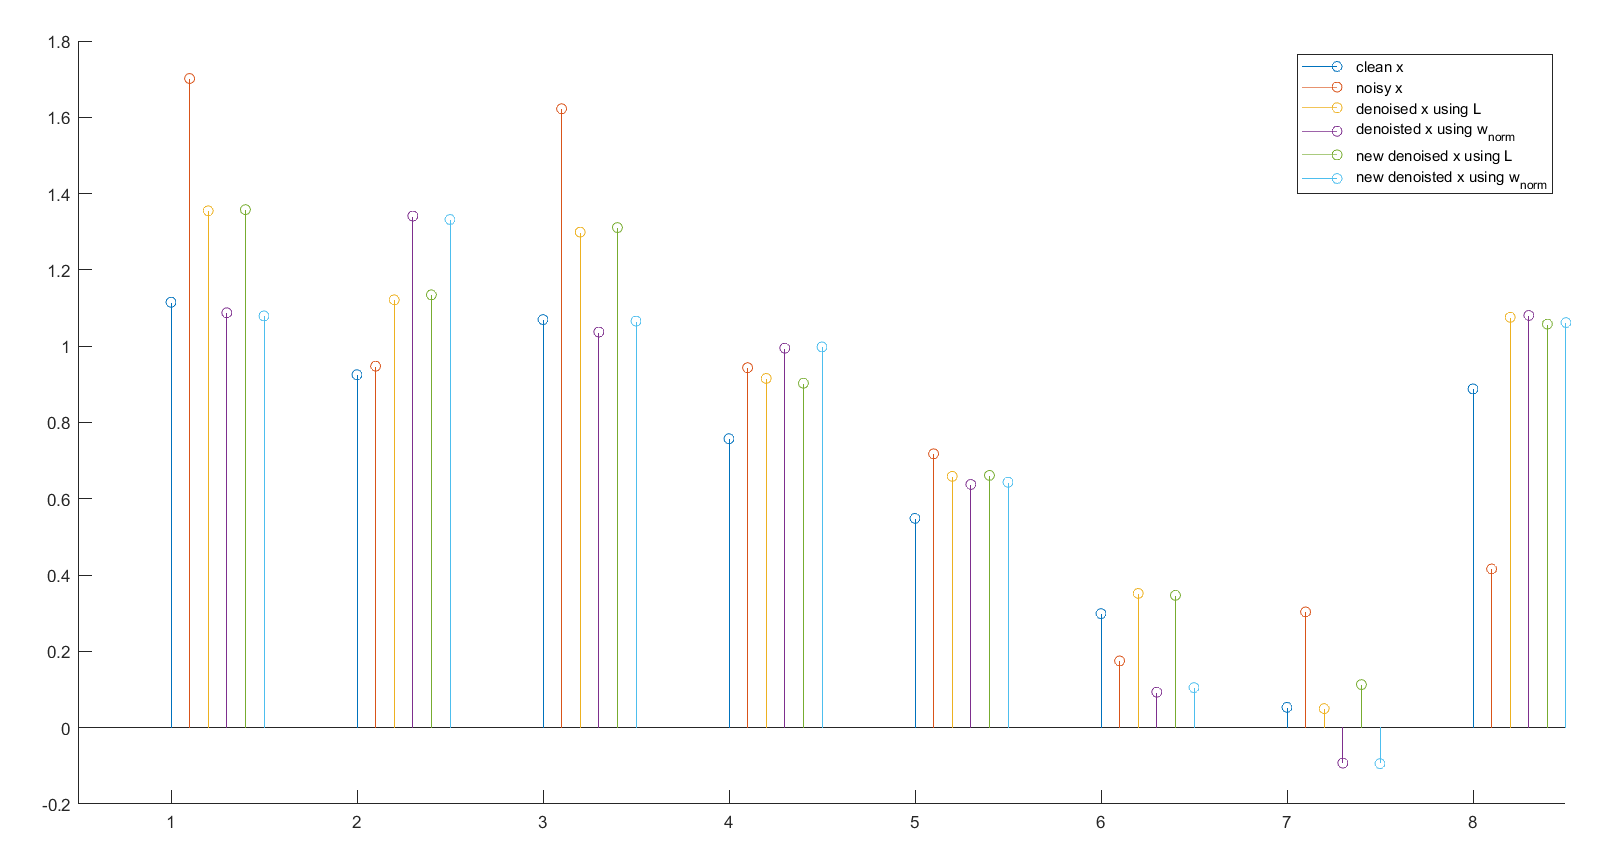 1.8
1.6
1.4
1.2
1
0.8
0.6
0.4
0.2
0
-0.2
1 2 3 4 5 6 7 8
clean x
noisy x
denoised x using L
denoisted x using wnorm
new denoised x using L
new denoisted x using wnorm